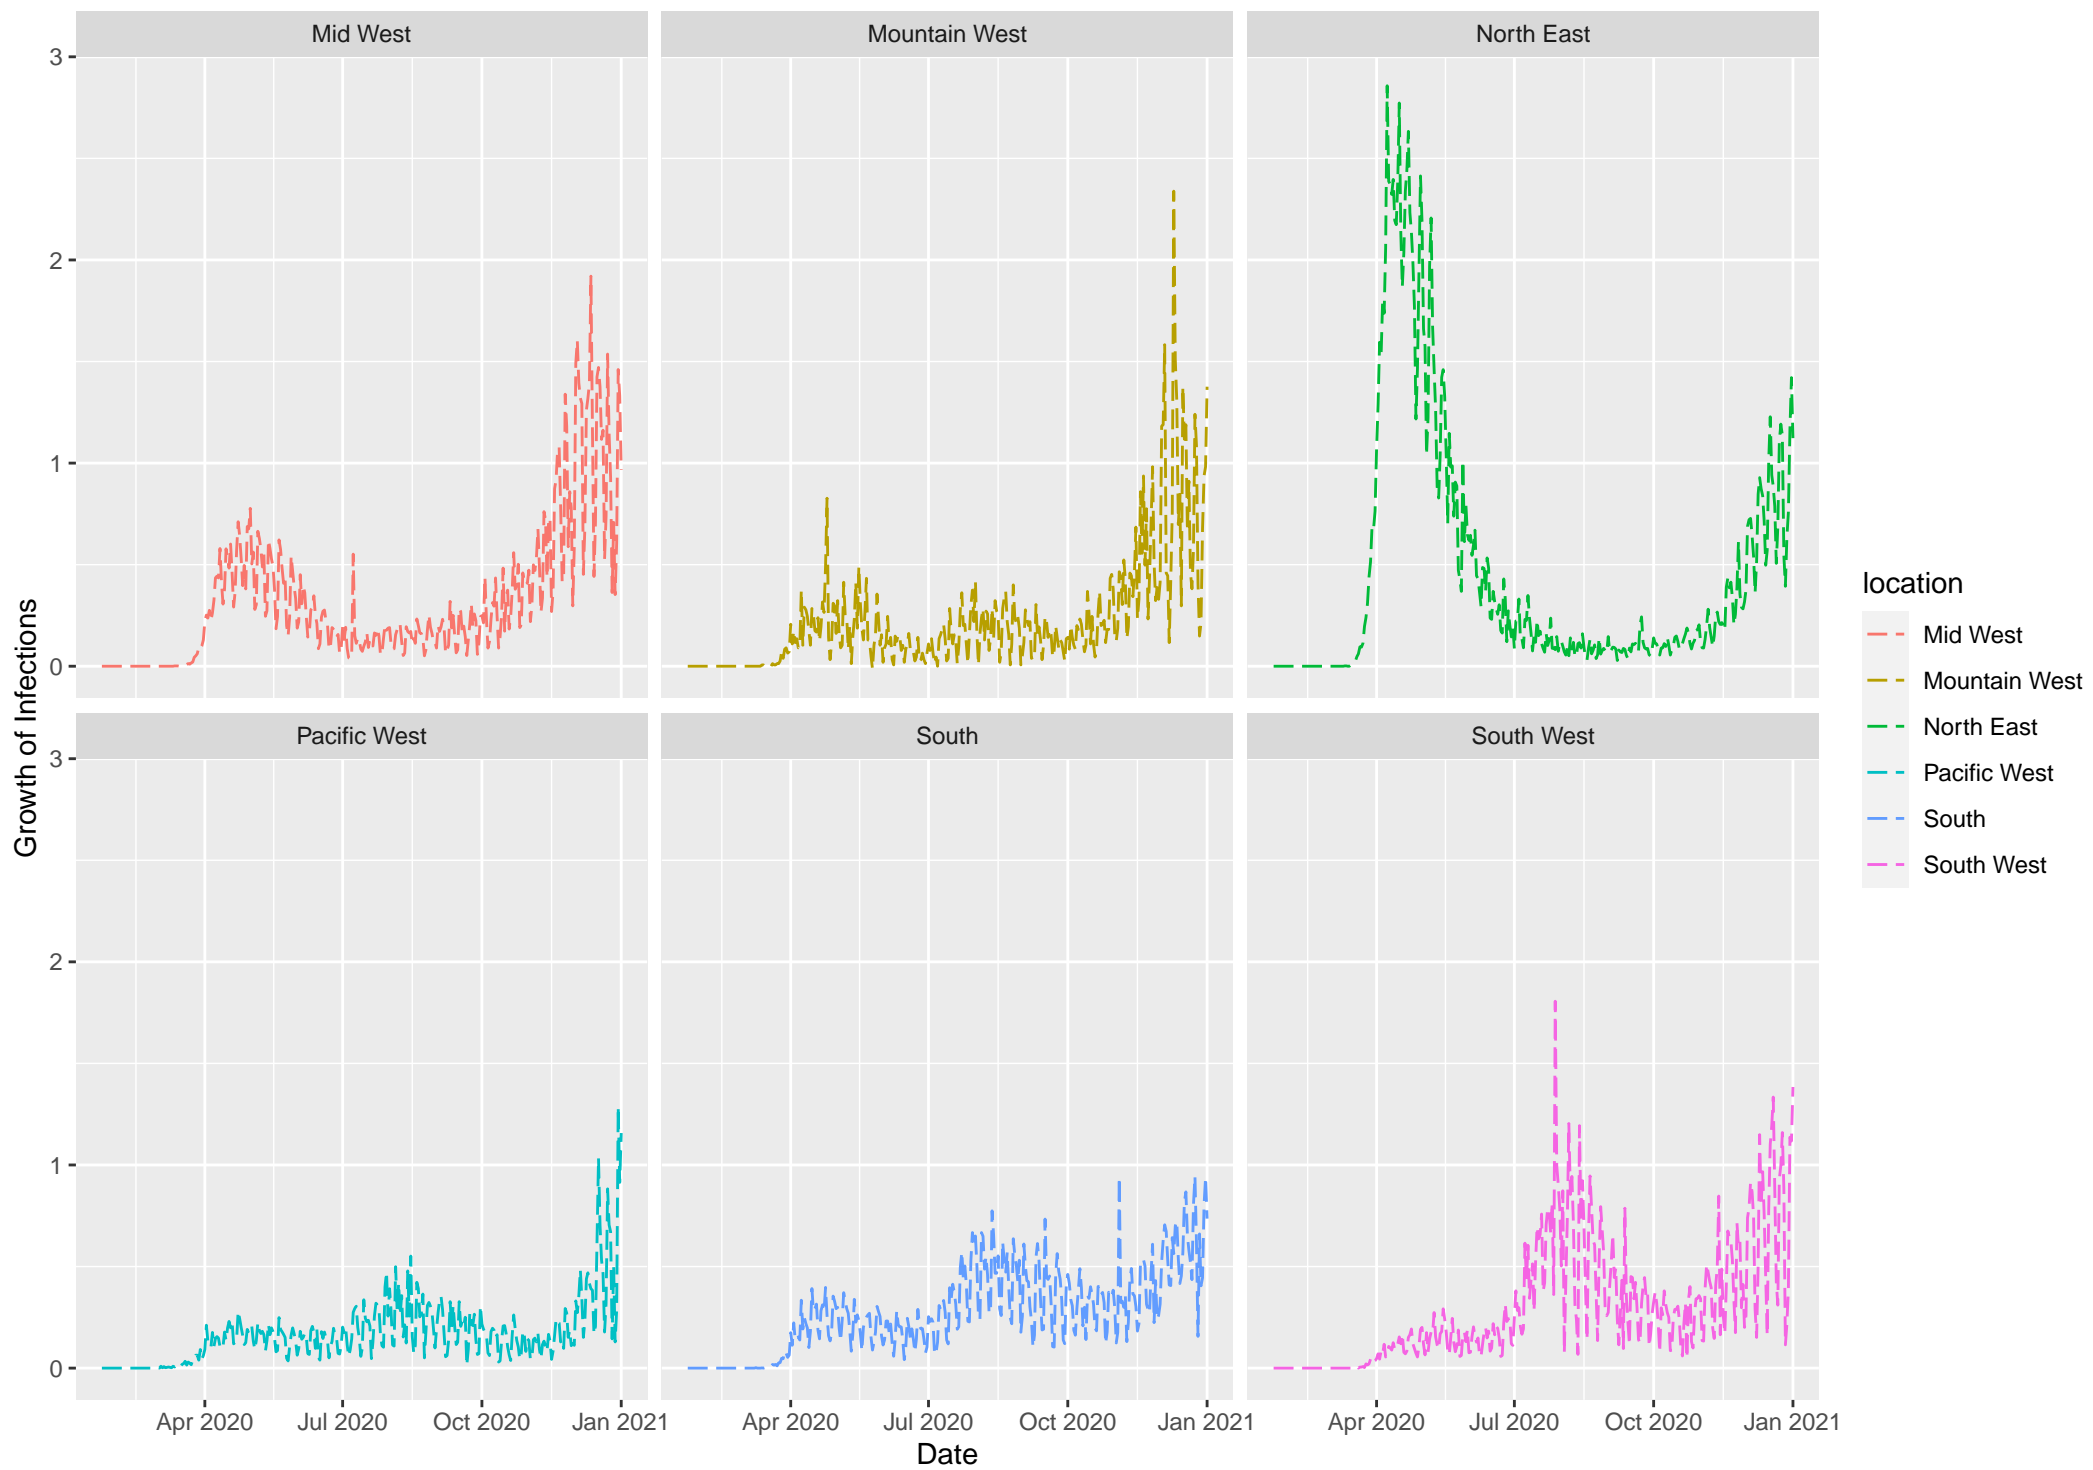 Mid West
Mountain West
North East
3
2
1
0
Growth of Infections
Pacific West
South
South West
3
2
1
0
Apr 2020
Jul 2020
Oct 2020
Jan 2021
Apr 2020
Jul 2020
Oct 2020
Jan 2021
Apr 2020
Jul 2020
Oct 2020
Jan 2021
Date
location
Mid West
Mountain West
North East
Pacific West
South
South West